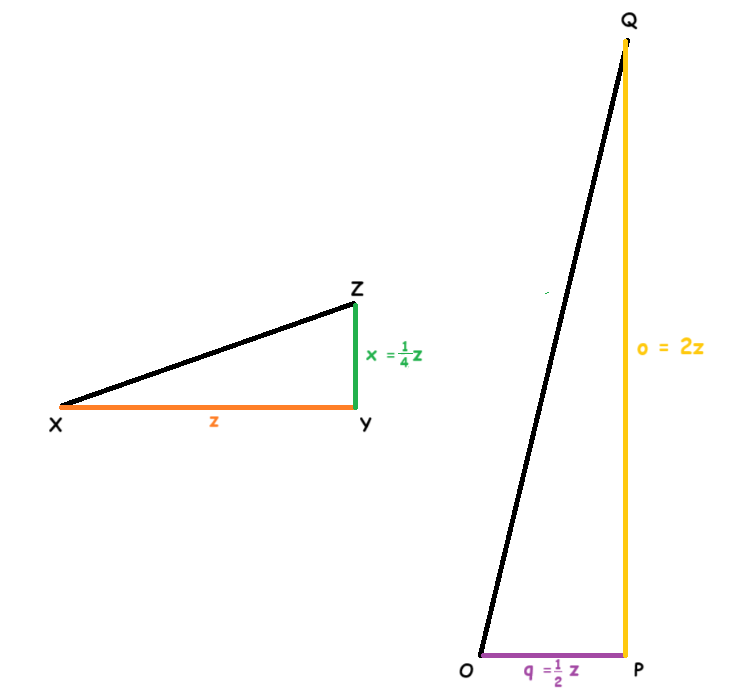 Q
Z
x = 1/4 z
o = 2z
X
z
Y
O
q = 1/2 z
P